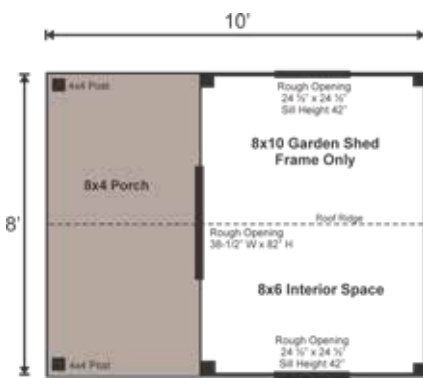 10'
4x4 Post
Rough Opening
24 ½" x 24 ½"
Sill Height 42"
8x10 Garden Shed
Frame Only
8x4 Porch
8'
Roof Ridge
Rough Opening
38-1/2" W x 82" H
8x6 Interior Space
Rough Opening
24 ½" x 24 ½"
Sill Height 42"
4x4 Post